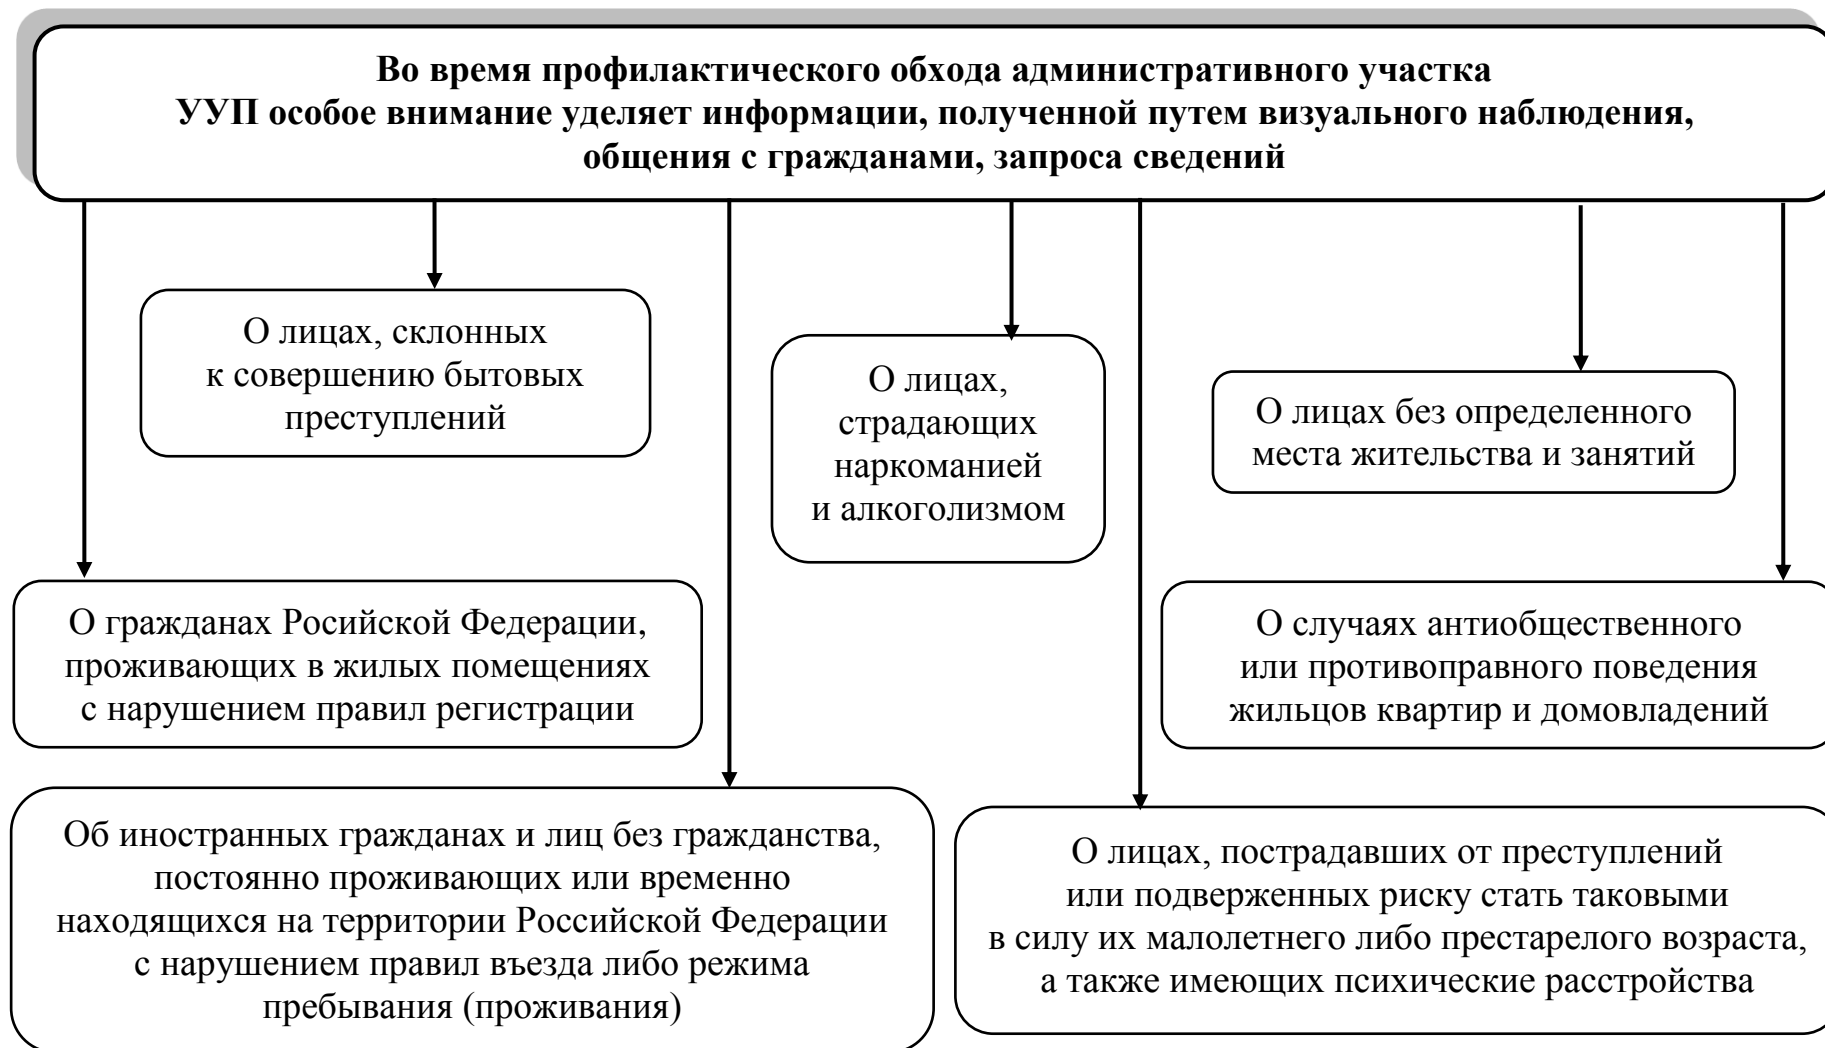 Во время профилактического обхода административного участка
УУП особое внимание уделяет информации, полученной путем визуального наблюдения,
общения с гражданами, запроса сведений
О лицах, склонных
к совершению бытовых
преступлений
О лицах,
страдающих
наркоманией
и алкоголизмом
О лицах без определенного
места жительства и занятий
О гражданах Росийской Федерации,
проживающих в жилых помещениях
с нарушением правил регистрации
О случаях антиобщественного
или противоправного поведения
жильцов квартир и домовладений
Об иностранных гражданах и лиц без гражданства,
постоянно проживающих или временно
находящихся на территории Российской Федерации
с нарушением правил въезда либо режима
пребывания (проживания)
О лицах, пострадавших от преступлений
или подверженных риску стать таковыми
в силу их малолетнего либо престарелого возраста,
а также имеющих психические расстройства